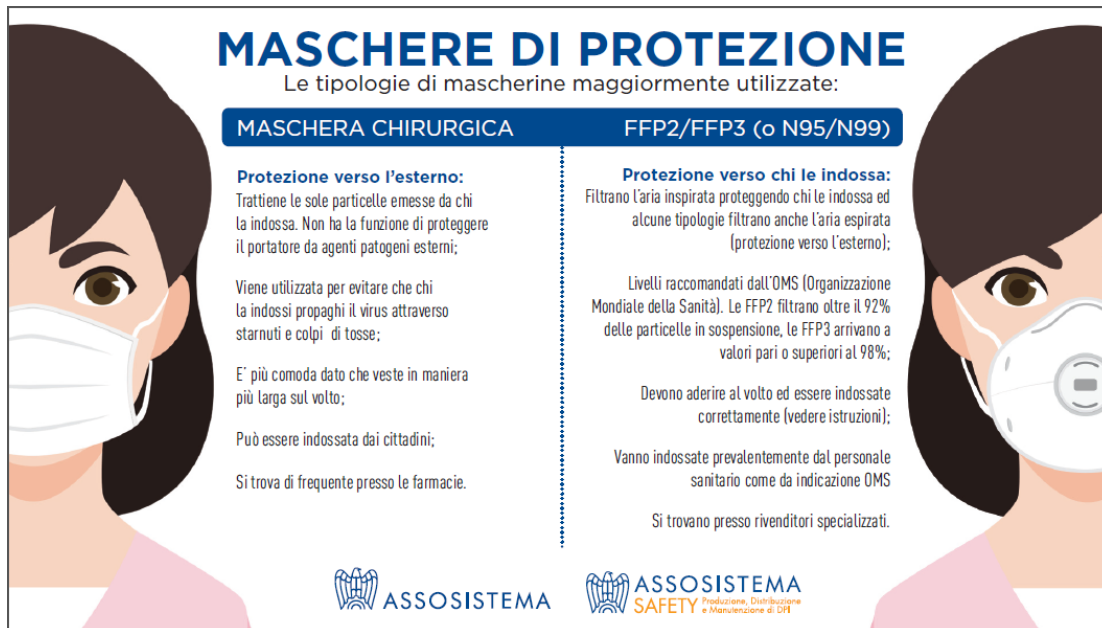 MASCHERE DI PROTEZIONE
Le tipologie di mascherine maggiormente utilizzate:
MASCHERA CHIRURGICA
Protezione verso l'esterno:
Trattiene le sole particelle emesse da chi
la indossa. Non ha la funzione di proteggere
il portatore da agenti patogeni esterni;
Viene utilizzata per evitare che chi
la indossi propaghi il virus attraverso
starnuti e colpi di tosse;
E' più comoda dato che veste in maniera
più larga sul volto;
Può essere indossata dai cittadini;
Si trova di frequente presso le farmacie.
FFP2/FFP3 (o N95/N99)
Protezione verso chi le indossa:
Filtrano l'aria inspirata proteggendo chi le indossa ed
alcune tipologie filtrano anche l'aria espirata
(protezione verso l'esterno);
Livelli raccomandati dall'OMS (Organizzazione
Mondiale della Sanità). Le FFP2 filtrano oltre il 92%
delle particelle in sospensione, le FFP3 arrivano a
valori pari o superiori al 98%;
Devono aderire al volto ed essere indossate
correttamente (vedere istruzioni);
Vanno indossate prevalentemente dal personale
sanitario come da indicazione OMS
Si trovano presso rivenditori specializzati.
ASSOSISTEMA
ASSOSISTEMA
SAFETY Produzione, Distribuzione
e Manutenzione di DPI